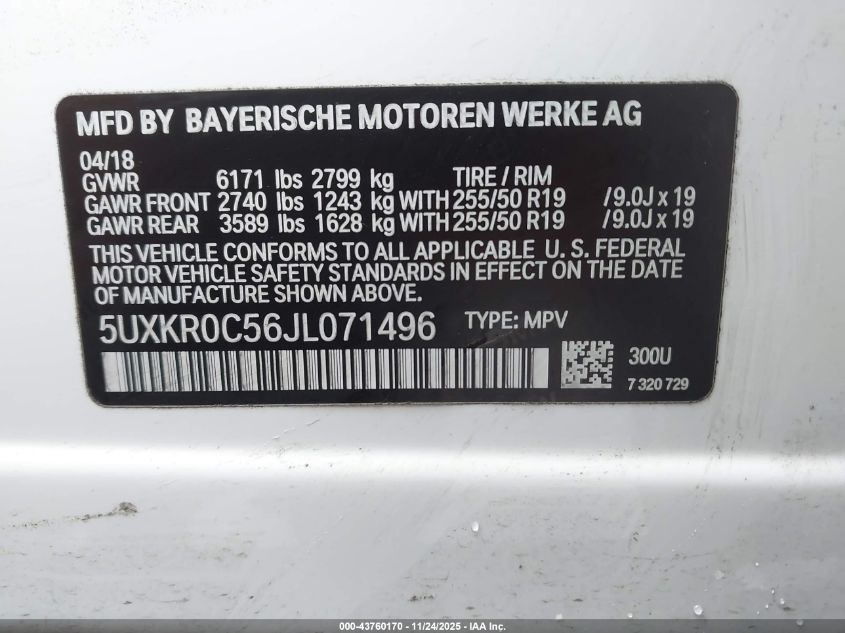 MFD BY BAYERISCHE MOTOREN WERKE AG
04/18
GVWR 6171 lbs 2799 kg TIRE / RIM
GAWR FRONT 2740 lbs 1243 kg WITH 255/50 R19 /9.0J x 19
GAWR REAR 3589 lbs 1628 kg WITH 255/50 R19 /9.0J x 19
THIS VEHICLE CONFORMS TO ALL APPLICABLE U. S. FEDERAL
MOTOR VEHICLE SAFETY STANDARDS IN EFFECT ON THE DATE
OF MANUFACTURE SHOWN ABOVE.
5UXKR0C56JL071496 TYPE: MPV
300U
7 320 729
000-43760170 - 11/24/2025 - IAA Inc.